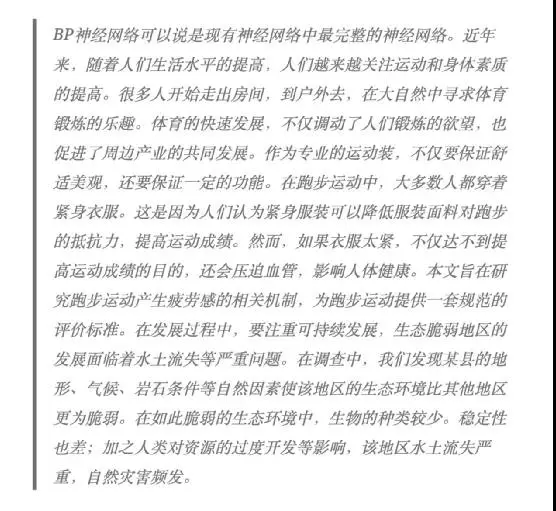 BP神经网络可以说是现有神经网络中最完整的神经网络。近年
来，随着人们生活水平的提高，人们越来越关注运动和身体素质
的提高。很多人开始走出房间，到户外去，在大自然中寻求体育
锻炼的乐趣。体育的快速发展，不仅调动了人们锻炼的欲望，也
促进了周边产业的共同发展。作为专业的运动装，不仅要保证舒
适美观，还要保证一定的功能。在跑步运动中，大多数人都穿着
紧身衣服。这是因为人们认为紧身服装可以降低服装面料对跑步
的抵抗力，提高运动成绩。然而，如果衣服太紧，不仅达不到提
高运动成绩的目的，还会压迫血管，影响人体健康。本文旨在研
究跑步运动产生疲劳感的相关机制，为跑步运动提供一套规范的
评价标准。在发展过程中，要注重可持续发展，生态脆弱地区的
发展面临着水土流失等严重问题。在调查中，我们发现某县的地
形、气候、岩石条件等自然因素使该地区的生态环境比其他地区
更为脆弱。在如此脆弱的生态环境中，生物的种类较少。稳定性
也差；加之人类对资源的过度开发等影响，该地区水土流失严
重，自然灾害频发。